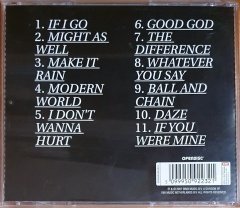 1. IF I GO
2. MIGHT AS
WELL
3. MAKE IT
RAIN
4. MODERN
WORLD
5. I DON'T
WANNA
HURT
6. GOOD GOD
7. THE
DIFFERENCE
8. WHATEVER
YOU SAY
9. BALL AND
CHAIN
10. DAZE
11. IF YOU
WERE MINE
OPENDISC